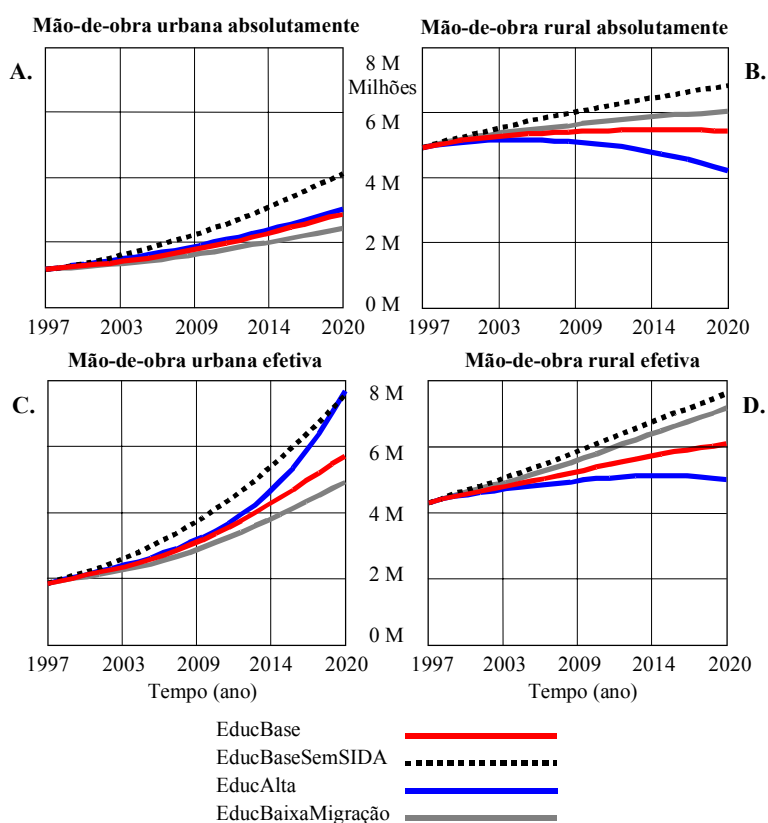 Mão-de-obra urbana absolutamente
Mão-de-obra rural absolutamente
A.
8 M
Milhões
B.
6 M
4 M
2 M
0 M
1997 2003 2009 2014 2020
1997 2003 2009 2014 2020
Mão-de-obra urbana efetiva
Mão-de-obra rural efetiva
C.
8 M
D.
6 M
4 M
2 M
0 M
1997 2003 2009 2014 2020
1997 2003 2009 2014 2020
Tempo (ano)
Tempo (ano)
EducBase
EducBaseSemSIDA
EducAlta
EducBaixaMigração